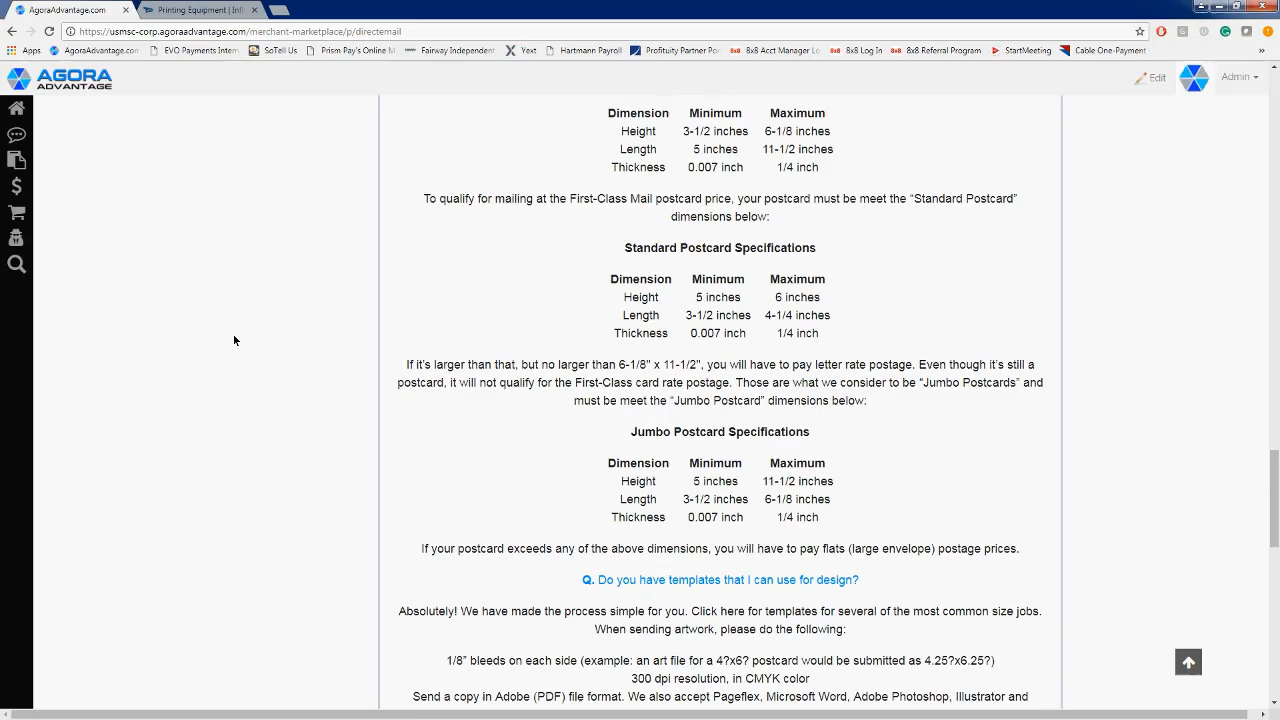 AgoraAdvantage.com
Printing Equipment | Infi
https://usmsc-corp.agoraadvantage.com/merchant-marketplace/p/directemail
Apps AgoraAdvantage.com EVO Payments Intern SoTellUs Prism Pay's Online M Fairway Independent Yext Hartmann Payroll Profituity Partner 8x8 Acct Manager Lo 8x8 Log In 8x8 Referral Program StartMeeting Cable One-Payment
AGORA
ADVANTAGE
Edit Admin
Dimension Minimum Maximum
Height 3-1/2 inches 6-1/8 inches
Length 5 inches 11-1/2 inches
Thickness 0.007 inch 1/4 inch
To qualify for mailing at the First-Class Mail postcard price, your postcard must be meet the “Standard Postcard”
dimensions below:
Standard Postcard Specifications
Dimension Minimum Maximum
Height 5 inches 6 inches
Length 3-1/2 inches 4-1/4 inches
Thickness 0.007 inch 1/4 inch
If it’s larger than that, but no larger than 6-1/8” x 11-1/2”, you will have to pay letter rate postage. Even though it’s still a
postcard, it will not qualify for the First-Class card rate postage. Those are what we consider to be “Jumbo Postcards” and
must be meet the “Jumbo Postcard” dimensions below:
Jumbo Postcard Specifications
Dimension Minimum Maximum
Height 5 inches 11-1/2 inches
Length 3-1/2 inches 6-1/8 inches
Thickness 0.007 inch 1/4 inch
If your postcard exceeds any of the above dimensions, you will have to pay flats (large envelope) postage prices.
Q. Do you have templates that I can use for design?
Absolutely! We have made the process simple for you. Click here for templates for several of the most common size jobs.
When sending artwork, please do the following:
1/8” bleeds on each side (example: an art file for a 4?x6? postcard would be submitted as 4.25?x6.25?)
300 dpi resolution, in CMYK color
Send a copy in Adobe (PDF) file format. We also accept Pageflex, Microsoft Word, Adobe Photoshop, Illustrator and